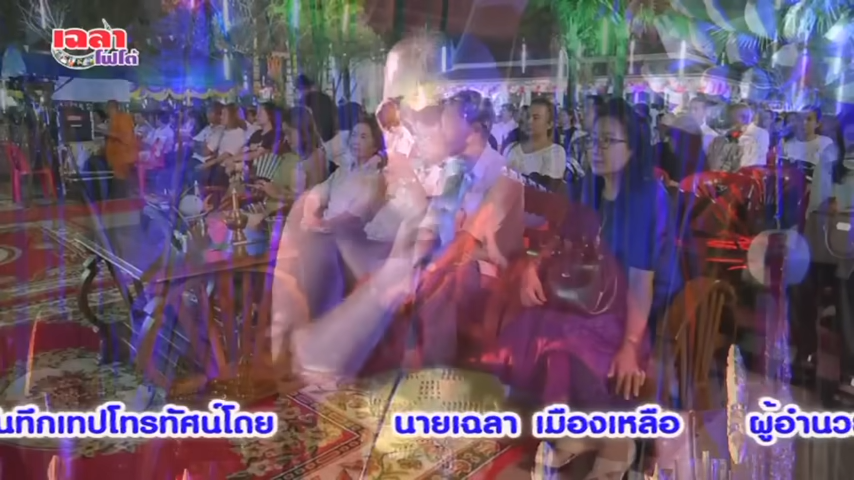 เฉลา
โฟโต้
นทึกเทปโทรทัศน์โดย นายเฉลา เมืองเหลือ ผู้อำนวย